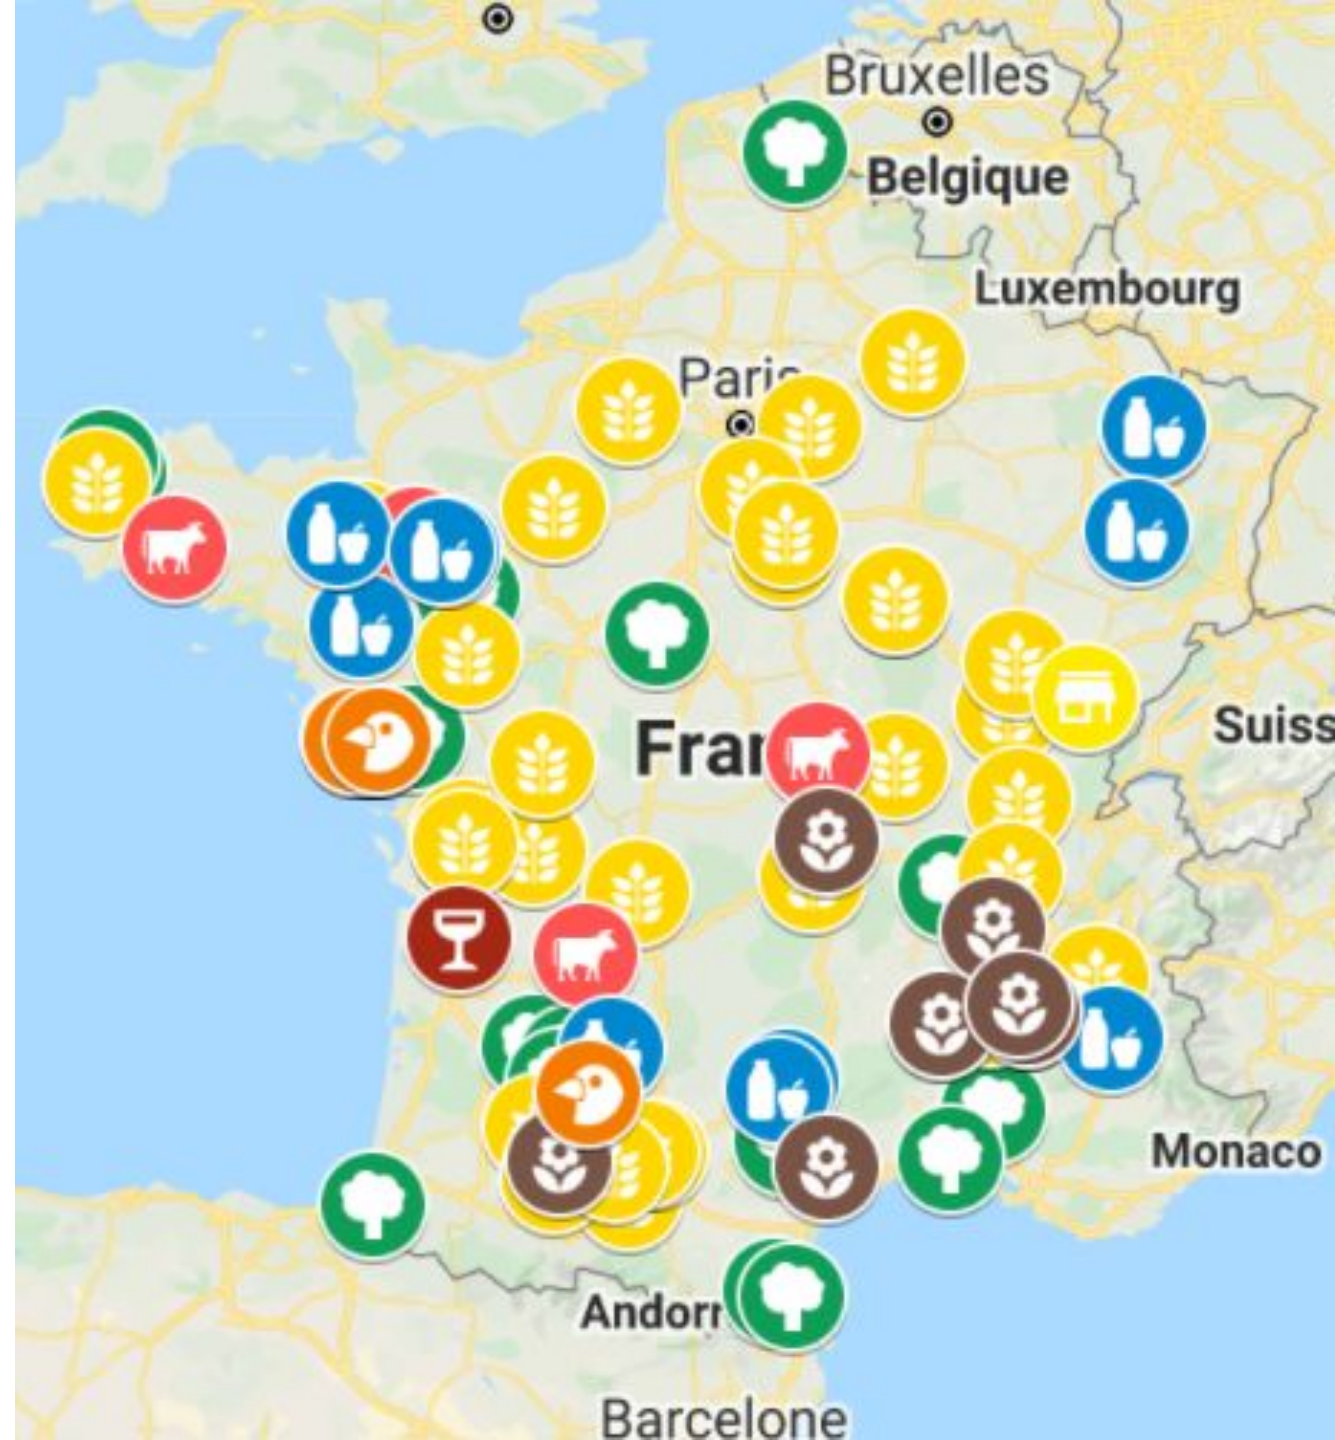 Bruxelles
Belgique
Luxembourg
Paris
Fran
Suiss
Monaco
Andorr
Barcelone